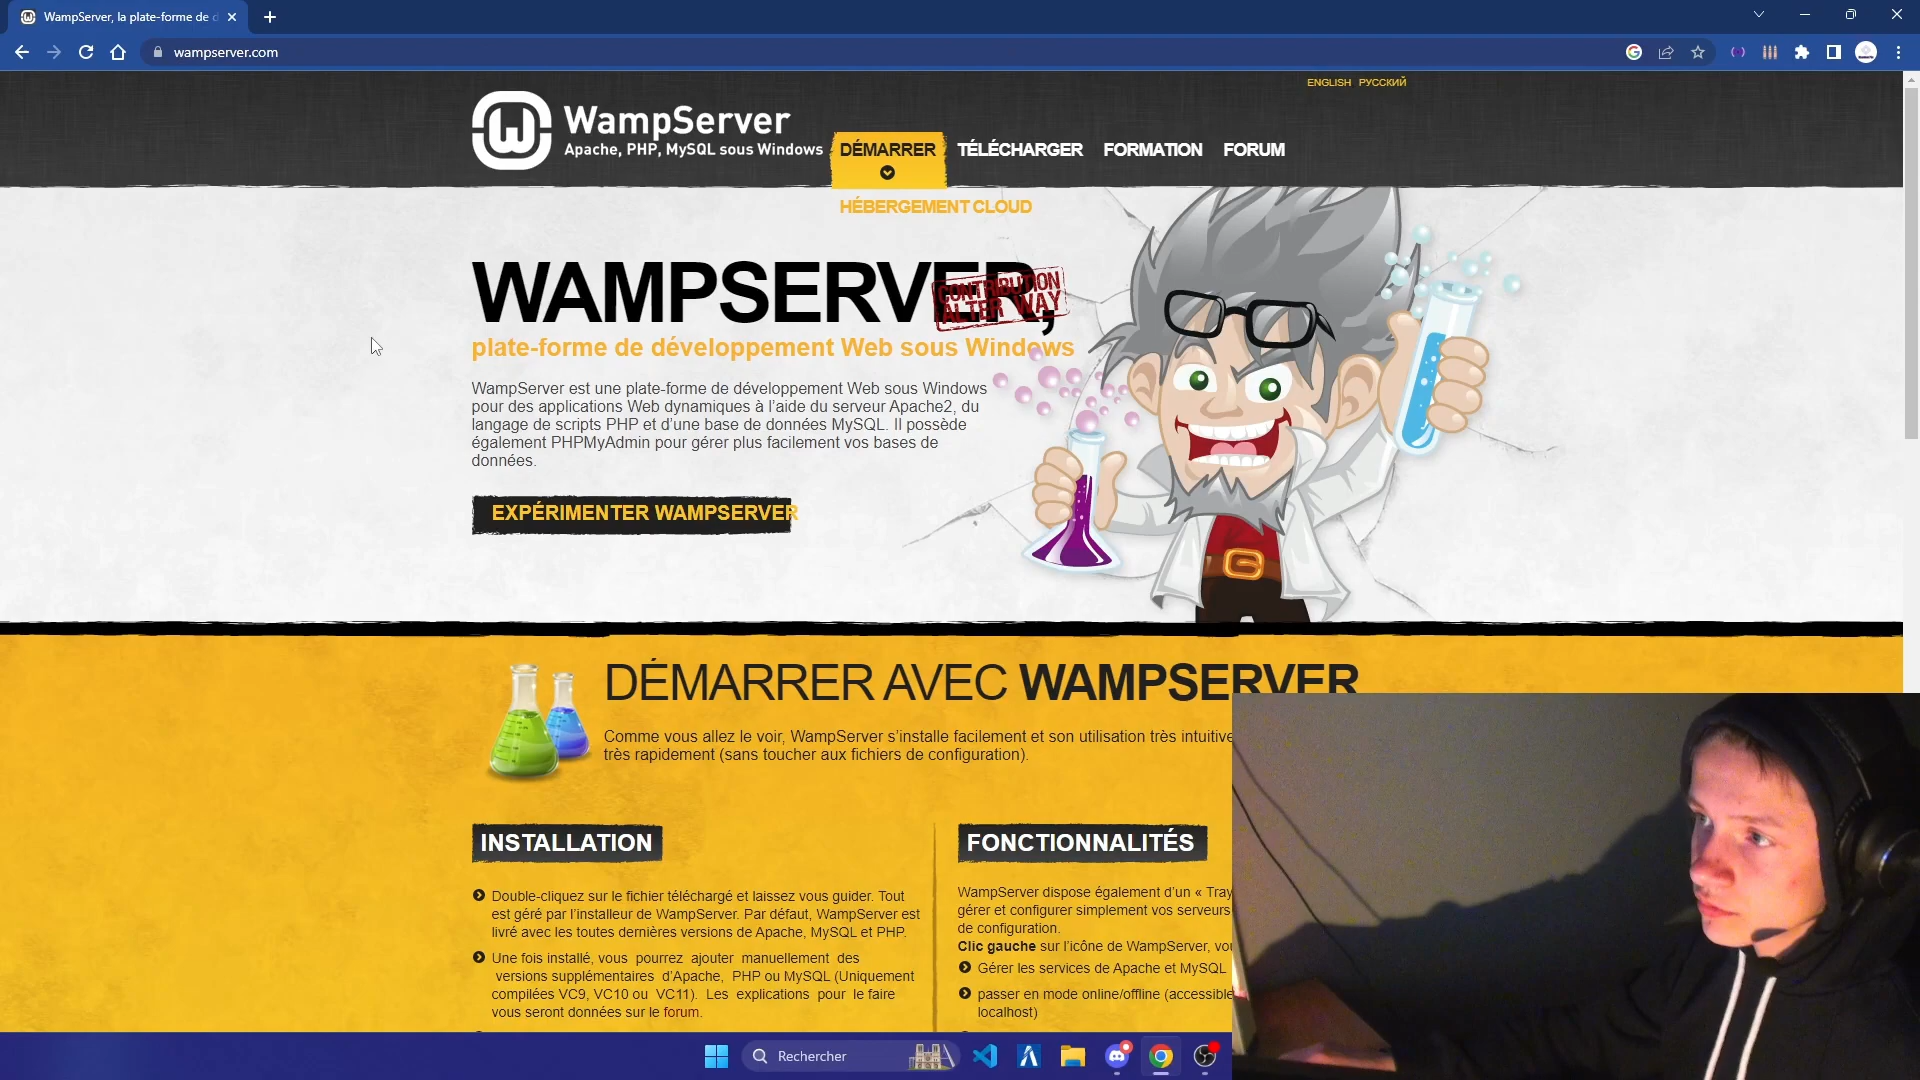 WampServer, la plate-forme de d
wampserver.com
ENGLISH РУССКИЙ
WampServer
Apache, PHP, MySQL sous Windows
DÉMARRER TÉLÉCHARGER FORMATION FORUM
HÉBERGEMENT CLOUD
WAMPSERVER,
CONTRIBUTION
ALTER WAY
plate-forme de développement Web sous Windows
WampServer est une plate-forme de développement Web sous Windows
pour des applications Web dynamiques à l’aide du serveur Apache2, du
langage de scripts PHP et d’une base de données MySQL. Il possède
également PHPMyAdmin pour gérer plus facilement vos bases de
données.
EXPÉRIMENTER WAMPSERVER
DÉMARRER AVEC WAMPSERVER
Comme vous allez le voir, WampServer s’installe facilement et son utilisation très intuitive
très rapidement (sans toucher aux fichiers de configuration).
INSTALLATION
Double-cliquez sur le fichier téléchargé et laissez vous guider. Tout
est géré par l’installeur de WampServer. Par défaut, WampServer est
livré avec les toutes dernières versions de Apache, MySQL et PHP.
Une fois installé, vous pourrez ajouter manuellement des
versions supplémentaires d’Apache, PHP ou MySQL (Uniquement
compilées VC9, VC10 ou VC11). Les explications pour le faire
vous seront données sur le forum.
FONCTIONNALITÉS
WampServer dispose également d’un « Tray
gérer et configurer simplement vos serveurs
de configuration.
Clic gauche sur l’icône de WampServer, vou
Gérer les services de Apache et MySQL
passer en mode online/offline (accessible
localhost)
Rechercher